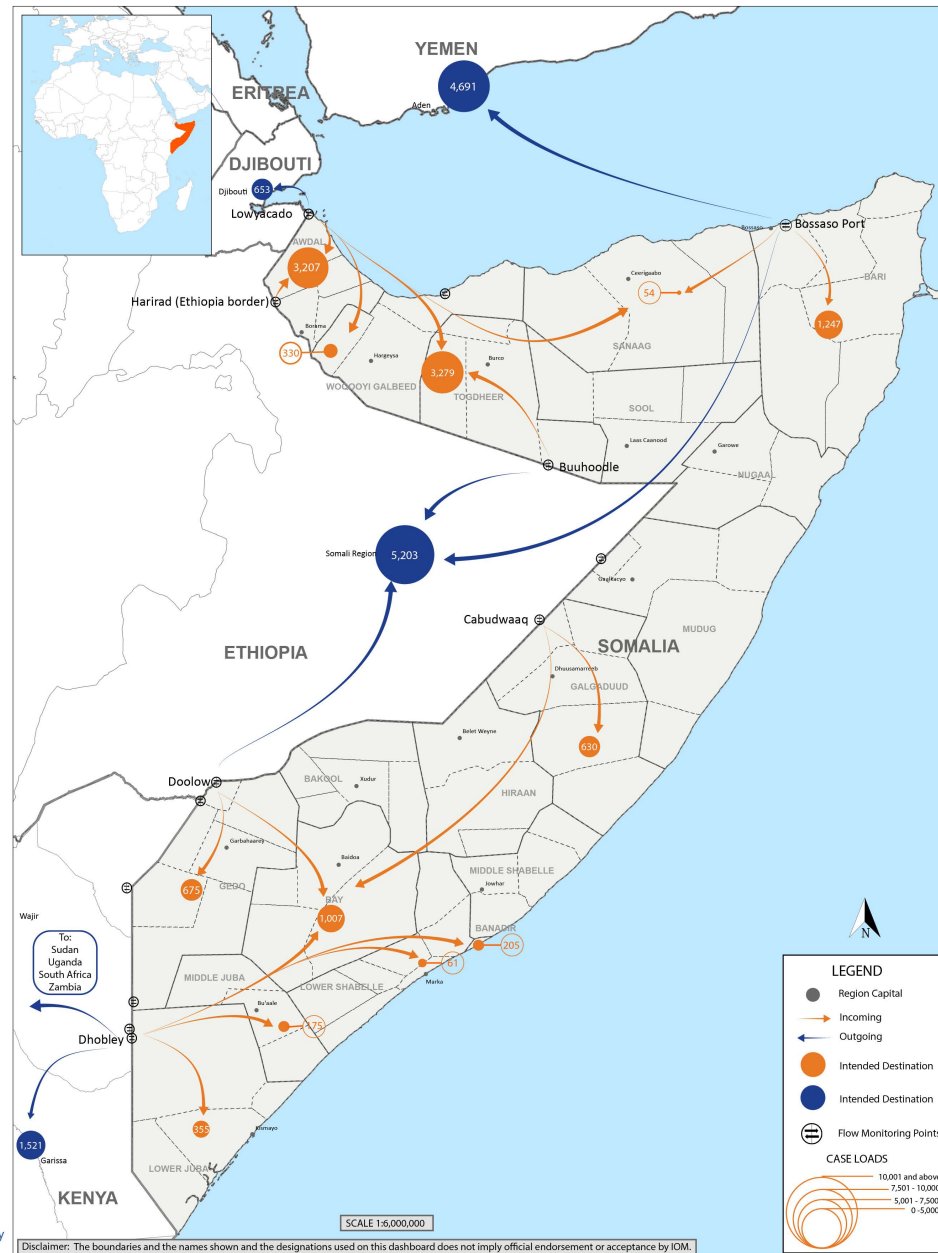 YEMEN
4,691
Aden
ERITREA
DJIBOUTI
Djibouti
653
Lowyacado
Bossaso
Bossaso Port
AWDAL
3,207
Ceerigaabo
BARI
54
Harirad (Ethiopia border)
1,247
Borama
SANAAG
330
Hargeysa
Burco
3,279
WOQOOYI GALBEED
TOGDHEER
SOOL
Laas Caanood
Garowe
Buuhoodle
NUGAAL
Somali Region
5,203
Gaalkacyo
Cabudwaaq
MUDUG
ETHIOPIA
SOMALIA
Dhuusamarreeb
GALGADUUD
Belet Weyne
630
Doolow
BAKOOL
Xudur
HIRAAN
Garbahaarey
Baidoa
MIDDLE SHABELLE
675
GEDO
Jowhar
BAY
1,007
Wajir
BANADIR
205
To:
Sudan
Uganda
South Africa
Zambia
61
MIDDLE JUBA
LOWER SHABELLE
Marka
Bu'aale
175
Dhobley
355
Kismayo
1,521
Garissa
LOWER JUBA
KENYA
N
LEGEND
Region Capital
Incoming
Outgoing
Intended Destination
Intended Destination
Flow Monitoring Points
CASE LOADS
10,001 and above
7,501 - 10,000
5,001 - 7,500
0 -5,000
SCALE 1:6,000,000
Disclaimer: The boundaries and the names shown and the designations used on this dashboard does not imply official endorsement or acceptance by IOM.